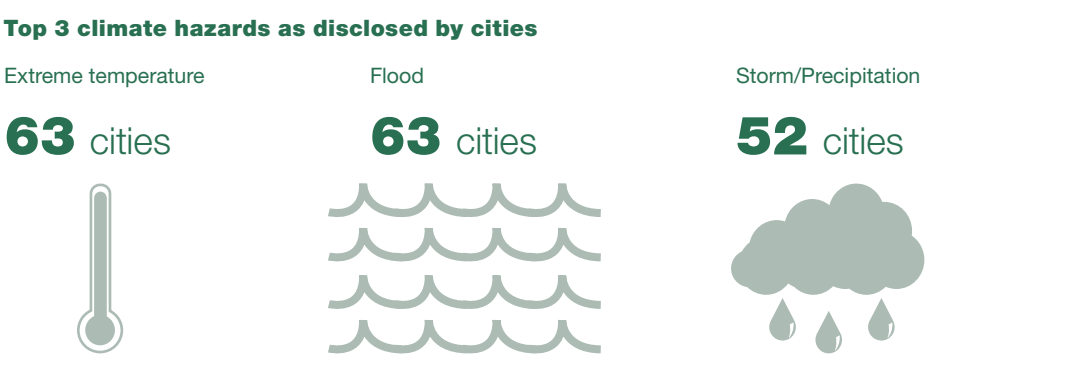 Top 3 climate hazards as disclosed by cities
Extreme temperature
63 cities
Flood
63 cities
Storm/Precipitation
52 cities